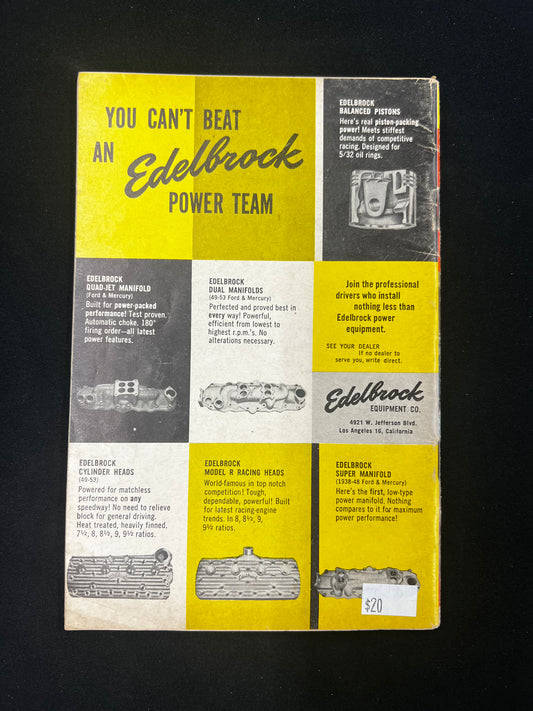 YOU CAN'T BEAT
AN Edelbrock
POWER TEAM
EDELBROCK
BALANCED PISTONS
Here's real piston-packing
power! Meets stiffest
demands of competitive
racing. Designed for
5/32 oil rings.
EDELBROCK
QUAD-JET MANIFOLD
(Ford & Mercury)
Built for power-packed
performance! Test proven.
Automatic choke, 180°
firing order—all latest
power features.
EDELBROCK
DUAL MANIFOLDS
(49-53 Ford & Mercury)
Perfected and proved best in
every way! Powerful,
efficient from lowest to
highest r.p.m.'s. No
alterations necessary.
Join the professional
drivers who install
nothing less than
Edelbrock power
equipment.
SEE YOUR DEALER
If no dealer to
serve you, write direct.
Edelbrock
EQUIPMENT CO.
4921 W. Jefferson Blvd.
Los Angeles 16, California
EDELBROCK
CYLINDER HEADS
(49-53)
Powered for matchless
performance on any
speedway! No need to relieve
block for general driving.
Heat treated, heavily finned.
7½, 8, 8½, 9, 9½ ratios.
EDELBROCK
MODEL R RACING HEADS
World-famous in top notch
competition! Tough,
dependable, powerful! Built
for latest racing-engine
trends. In 8, 8½, 9,
9½ ratios.
EDELBROCK
SUPER MANIFOLD
(1938-48 Ford & Mercury)
Here's the first, low-type
power manifold. Nothing
compares to it for maximum
power performance!
$20